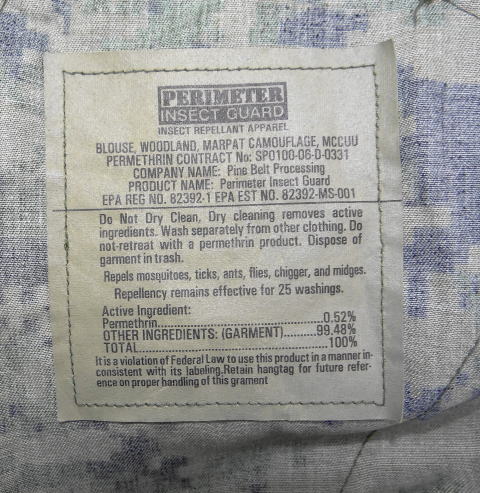 PERIMETER
INSECT GUARD
INSECT REPELLANT APPAREL
BLOUSE, WOODLAND, MARPAT CAMOUFLAGE, MCCUU
PERMETHRIN CONTRACT No: SPO100-06-D-0331
COMPANY NAME: Pine Belt Processing
PRODUCT NAME: Perimeter Insect Guard
EPA REG NO. 82392-1 EPA EST NO. 82392-MS-001
Do Not Dry Clean, Dry cleaning removes active
ingredients. Wash separately from other clothing. Do
not-retreat with a permethrin product. Dispose of
garment in trash.
Repels mosquitoes, ticks, ants, flies, chigger, and midges.
Repellency remains effective for 25 washings.
Active Ingredient:
Permethrin..............................................0.52%
OTHER INGREDIENTS: (GARMENT).........99.48%
TOTAL.....................................................100%
It is a violation of Federal Law to use this product in a manner in-
consistent with its labeling.Retain hangtag for future refer-
ence on proper handling of this grament